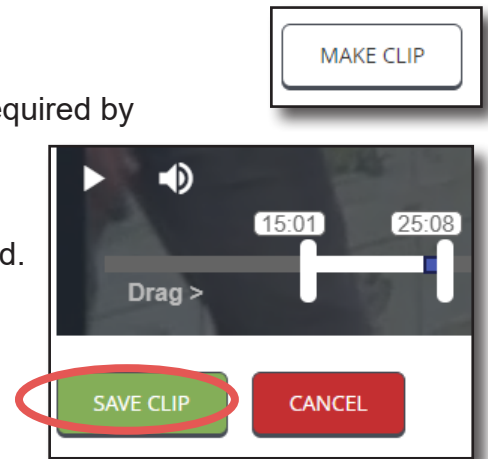 MAKE CLIP
equired by
15:01 25:08
d.
Drag >
SAVE CLIP CANCEL